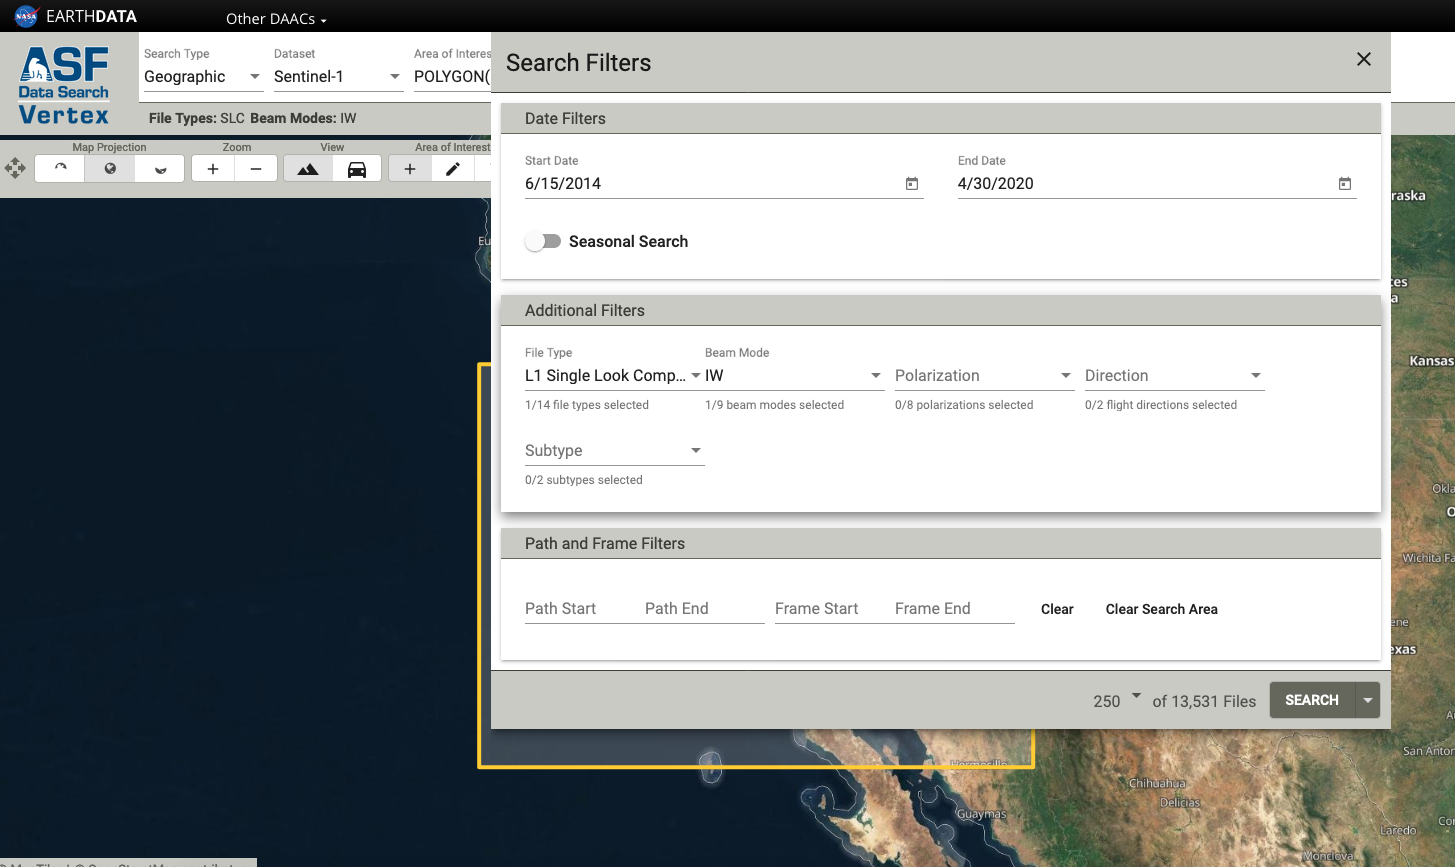 NASA EARTHDATA
Other DAACs
ASF
Data Search
Vertex
Search Type
Geographic
Dataset
Sentinel-1
Area of Interes
POLYGON(
File Types: SLC Beam Modes: IW
Map Projection
Zoom
View
Area of Interest
Search Filters
Date Filters
Start Date
6/15/2014
End Date
4/30/2020
Seasonal Search
Additional Filters
File Type
L1 Single Look Comp...
1/14 file types selected
Beam Mode
IW
1/9 beam modes selected
Polarization
0/8 polarizations selected
Direction
0/2 flight directions selected
Subtype
0/2 subtypes selected
Path and Frame Filters
Path Start
Path End
Frame Start
Frame End
Clear
Clear Search Area
250 of 13,531 Files
SEARCH
Eu
raska
tes
a
Kansas
Okla
O
Wichita Fa
ene
exas
A
San Anton
Hermosillo
Chihuahua
Delicias
Guaymas
Laredo
Cor
Monclova